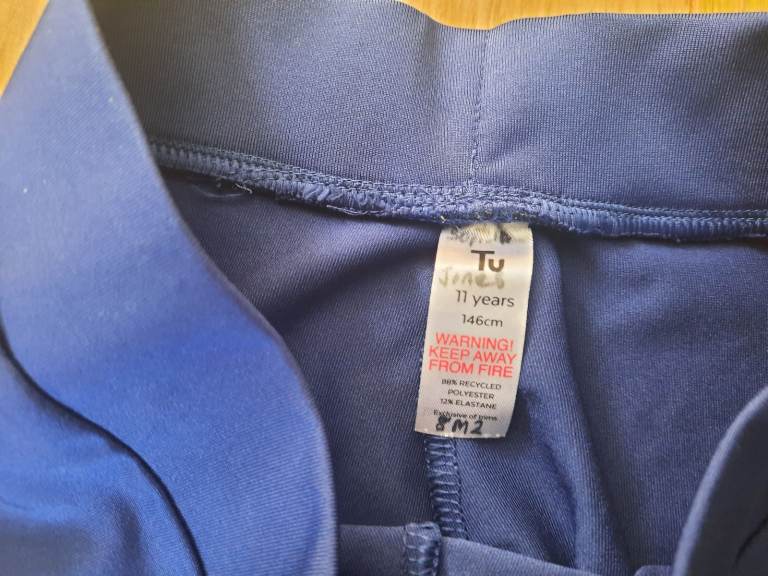 Tu
Jones
11 years
146cm
WARNING!
KEEP AWAY
FROM FIRE
88% RECYCLED
POLYESTER
12% ELASTANE
Exclusive of trims
8M2